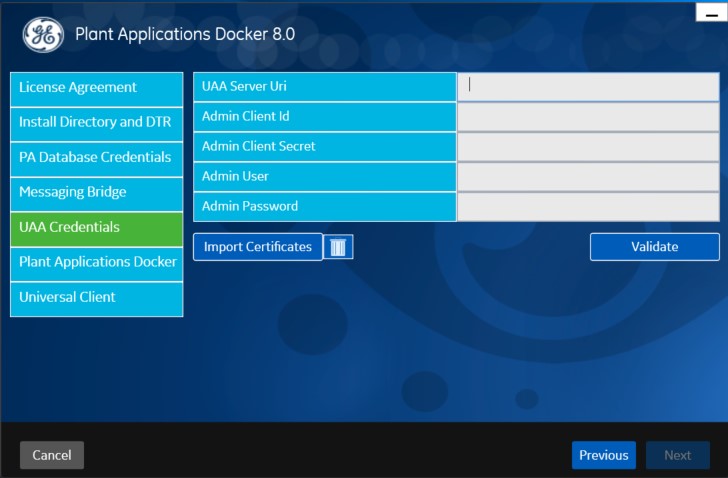 Plant Applications Docker 8.0
License Agreement
Install Directory and DTR
PA Database Credentials
Messaging Bridge
UAA Credentials
Plant Applications Docker
Universal Client
UAA Server Uri
Admin Client Id
Admin Client Secret
Admin User
Admin Password
Import Certificates
Validate
Cancel
Previous
Next